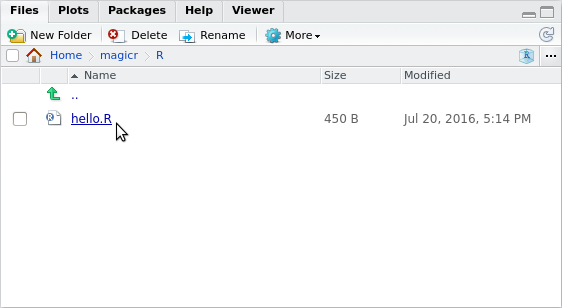 Files Plots Packages Help Viewer
New Folder Delete Rename More
Home magicr R R ...
Name Size Modified
..
R hello.R 450 B Jul 20, 2016, 5:14 PM